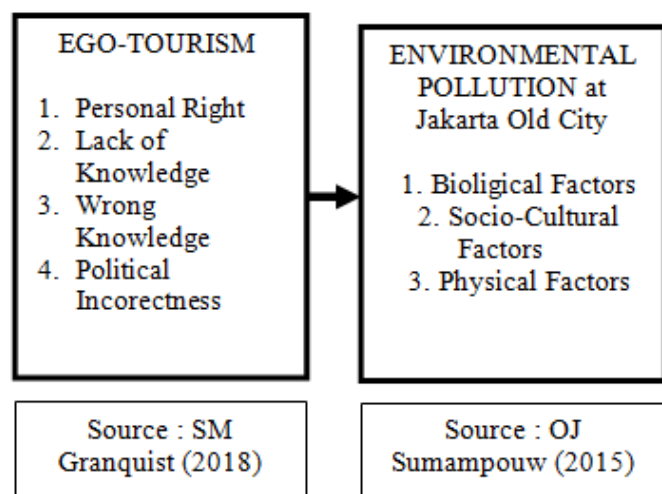 EGO-TOURISM
1. Personal Right
2. Lack of
Knowledge
3. Wrong
Knowledge
4. Political
Incorectness
Source : SM
Granquist (2018)
ENVIRONMENTAL
POLLUTION at
Jakarta Old City
1. Bioligical Factors
2. Socio-Cultural
Factors
3. Physical Factors
Source : OJ
Sumampouw (2015)